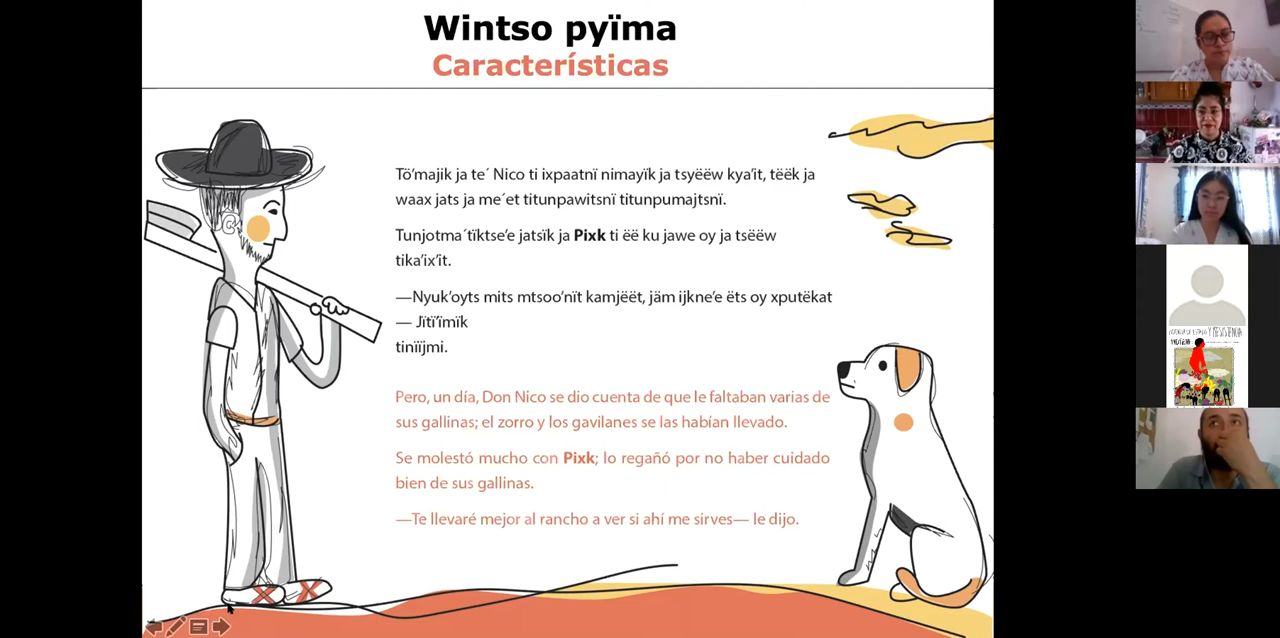 Wintso pyïma
Características
Tö’majik ja te´ Nico ti ixpaatnï nimayïk ja tsyëëw kya’it, tëëk ja
waax jats ja me´et titunpawitsnï titunpumajtsnï.
Tunjotma´tïktse’e jatsïk ja Pixk ti ëë ku jawe oy ja tsëëw
tika’ix’it.
—Nyuk’oyts mits mtsoo’nït kamjëët, jäm ijkne’e ëts oy xputëkat
— Jïtï’ïmïk
tinïïjmi.
Pero, un día, Don Nico se dio cuenta de que le faltaban varias de
sus gallinas; el zorro y los gavilanes se las habían llevado.
Se molestó mucho con Pixk; lo regañó por no haber cuidado
bien de sus gallinas.
—Te llevaré mejor al rancho a ver si ahí me sirves— le dijo.